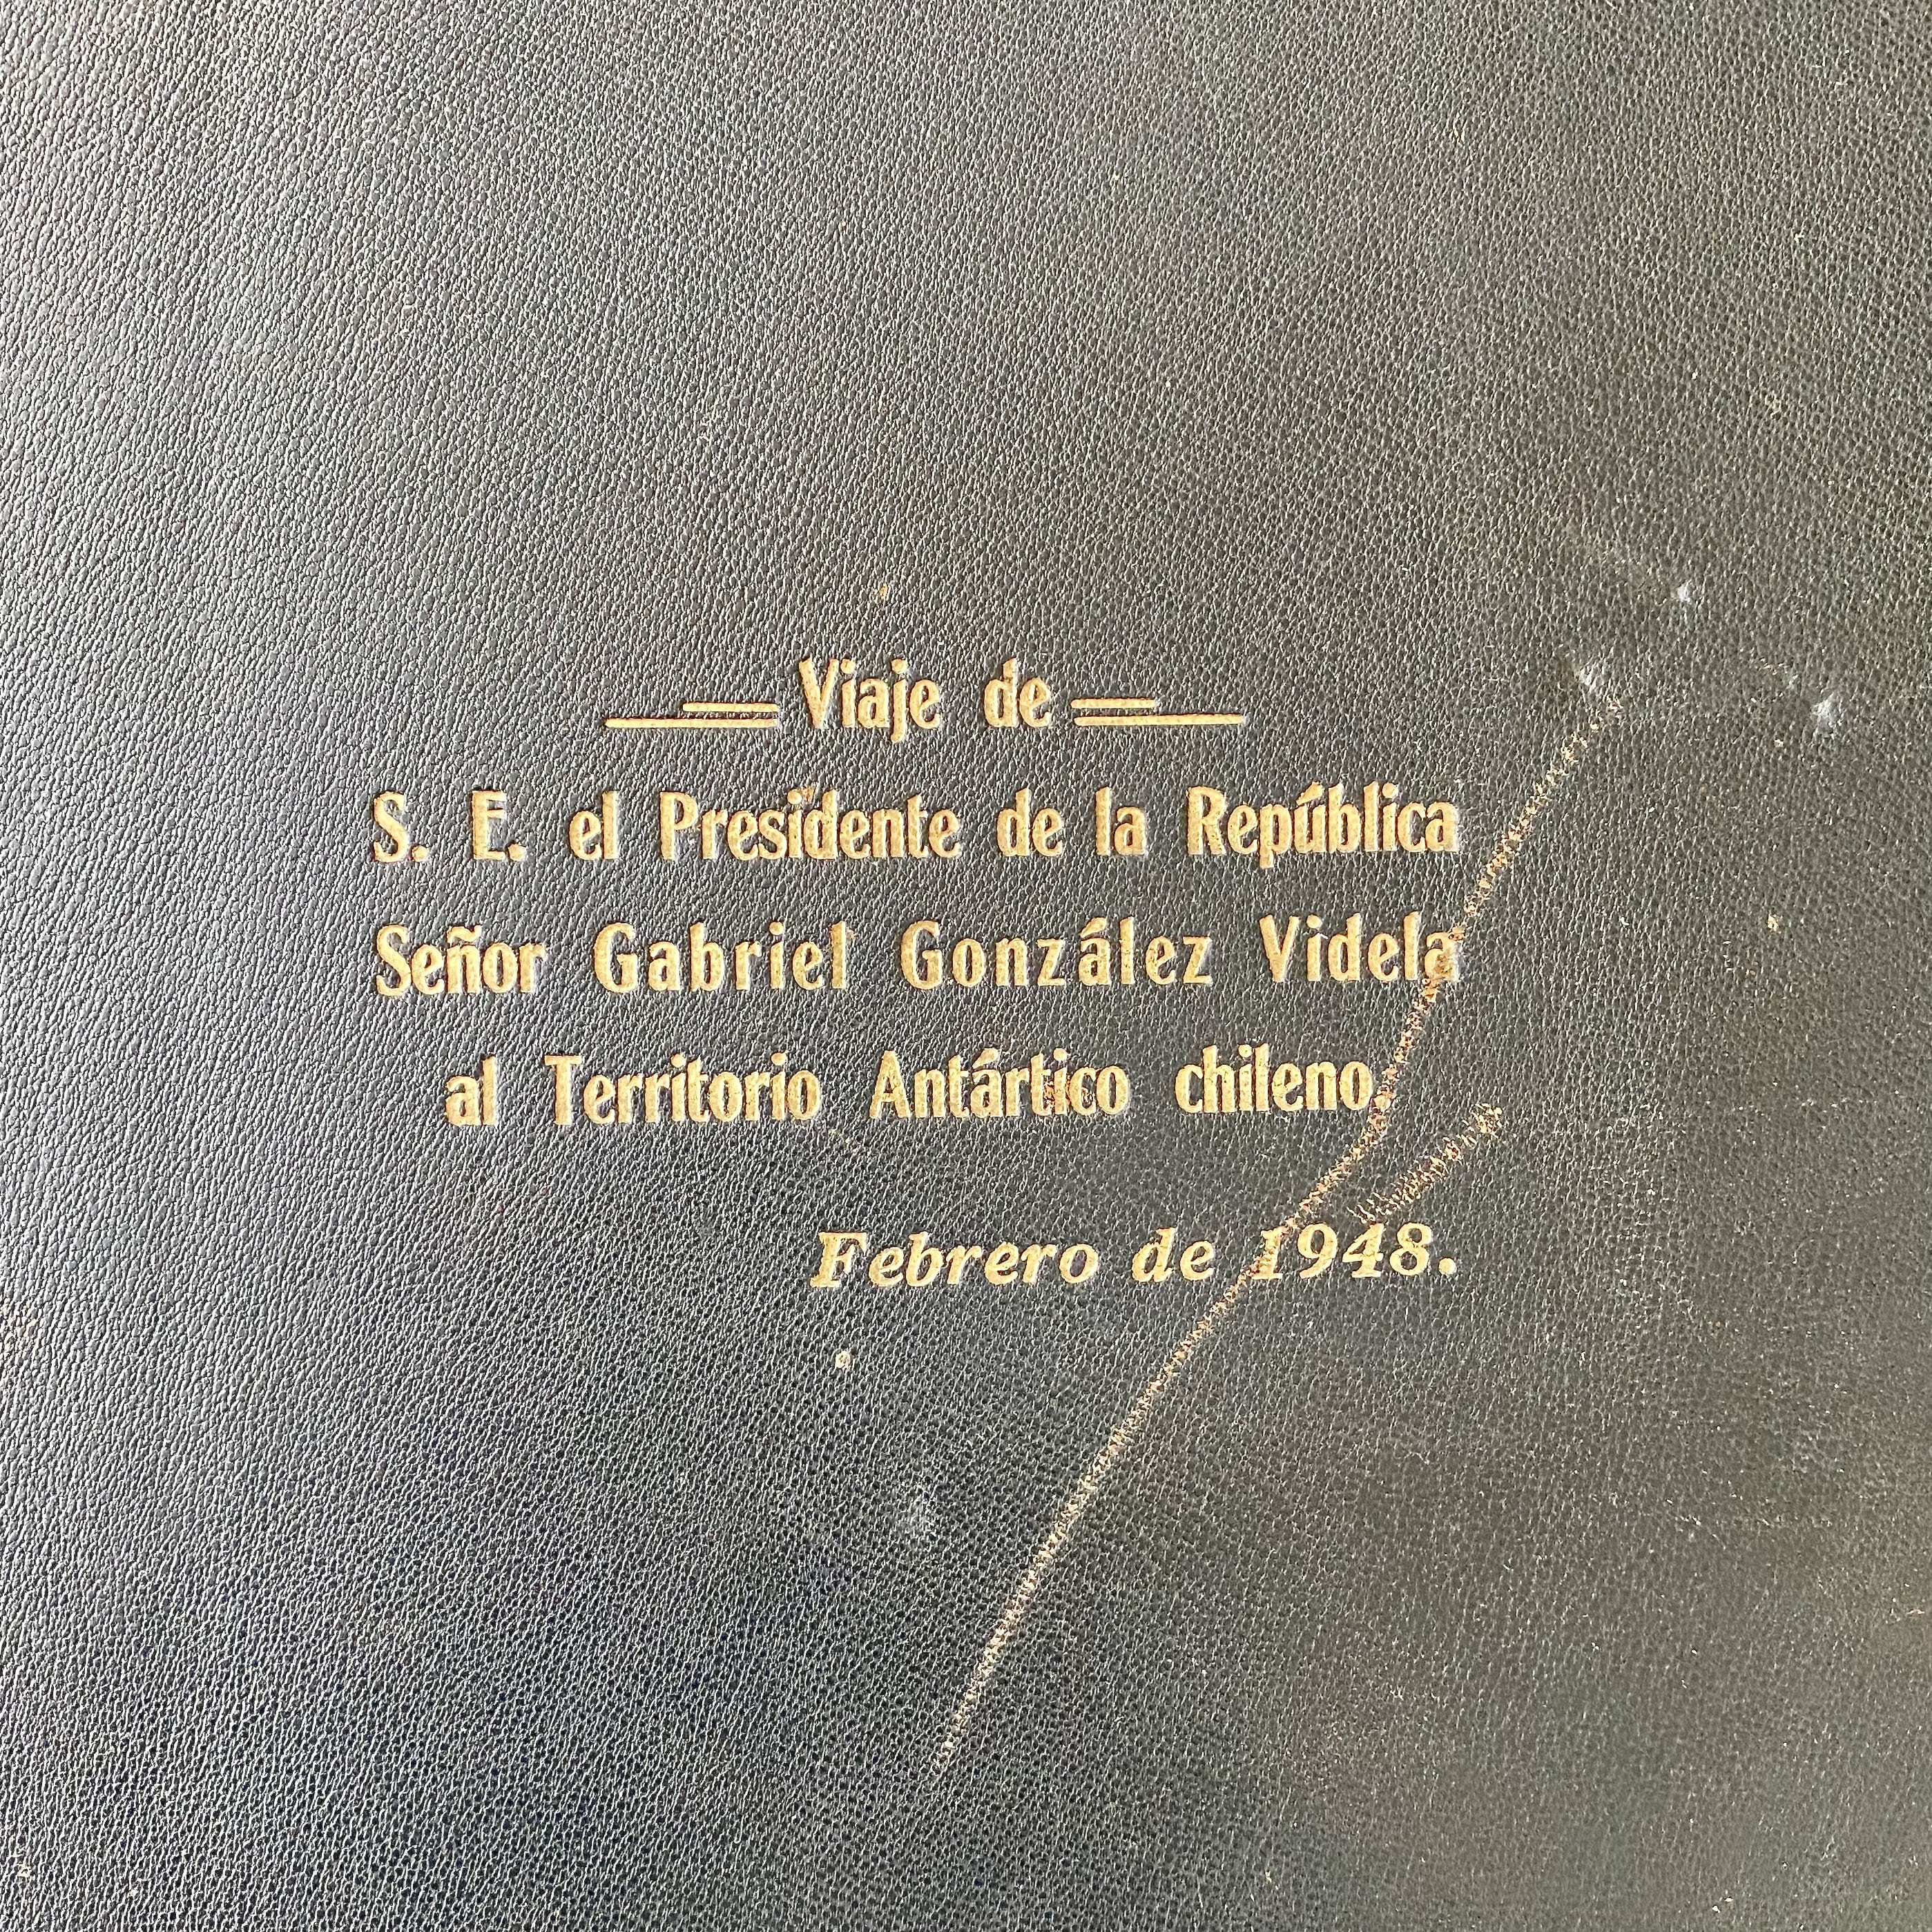 Viaje de
S. E. el Presidente de la República
Señor Gabriel González Videla
al Territorio Antártico chileno.
Febrero de 1948.